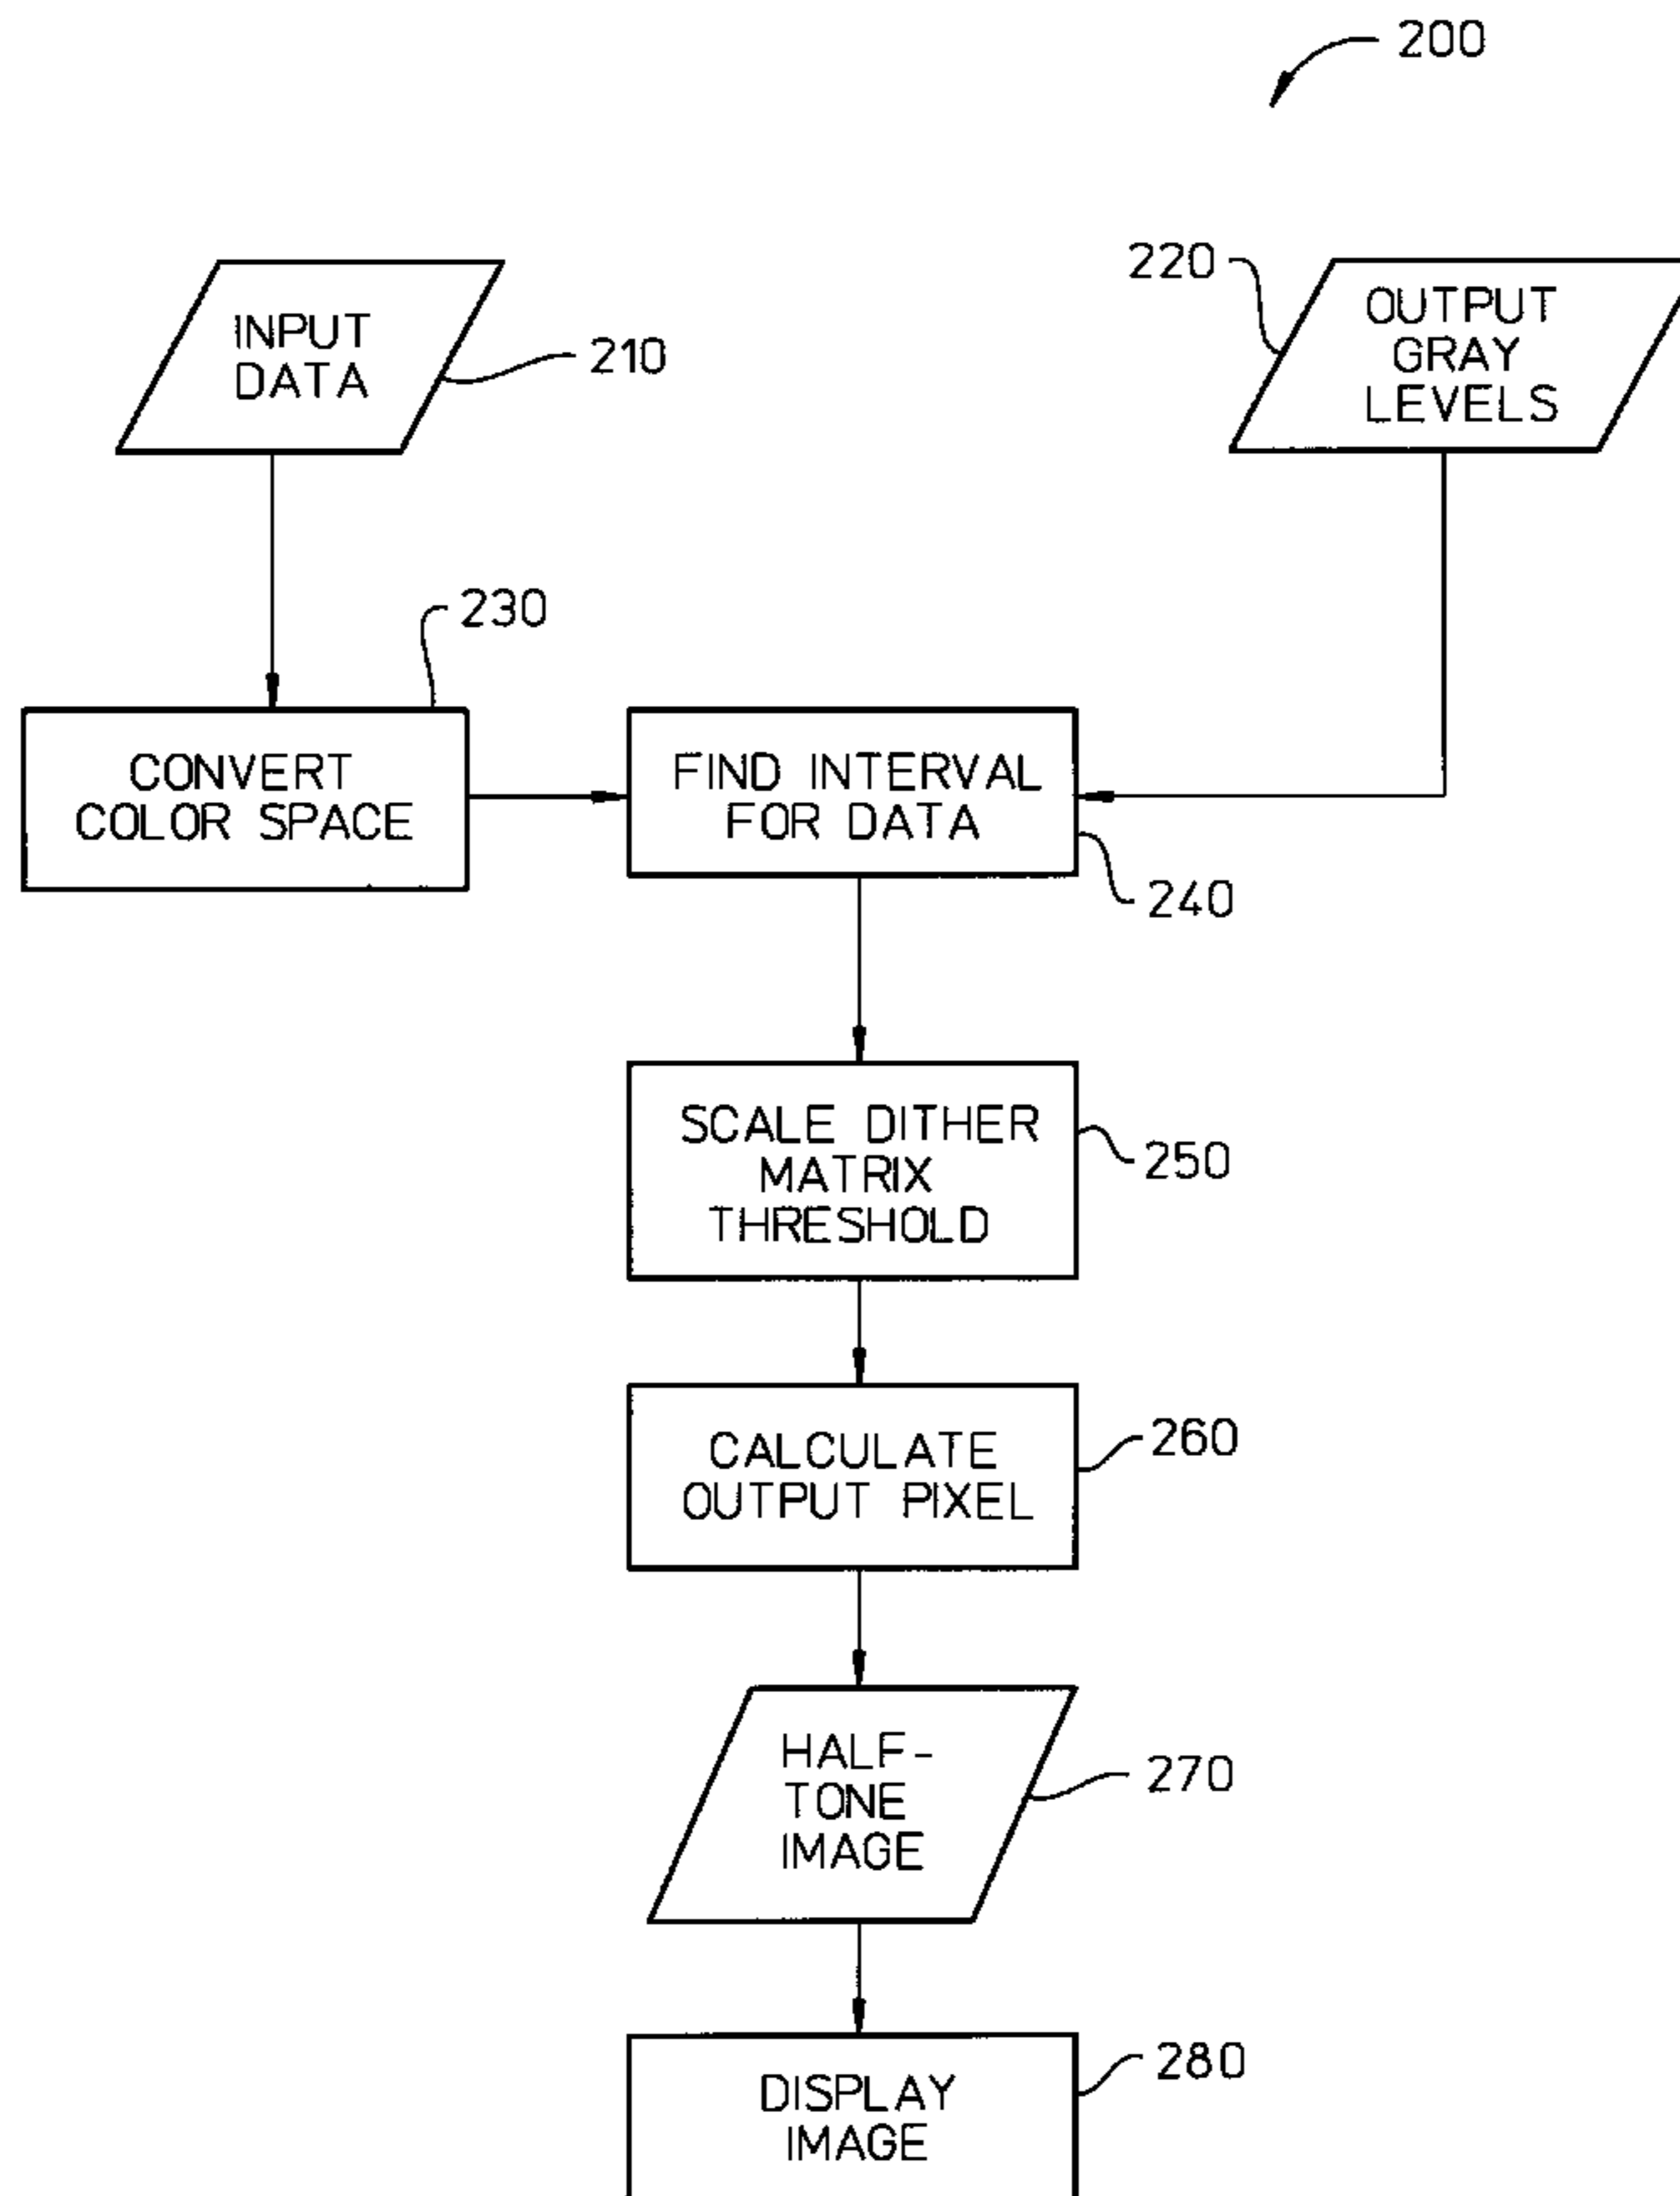 200
INPUT
DATA
210
220
OUTPUT
GRAY
LEVELS
230
CONVERT
COLOR SPACE
FIND INTERVAL
FOR DATA
240
SCALE DITHER
MATRIX
THRESHOLD
250
CALCULATE
OUTPUT PIXEL
260
HALF-
TONE
IMAGE
270
DISPLAY
IMAGE
280